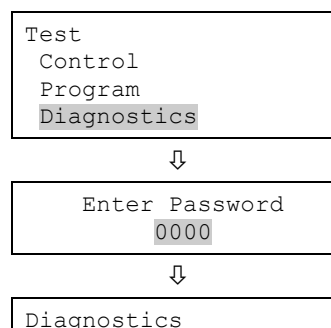 Test
Control
Program
Diagnostics
⇩
Enter Password
0000
⇩
Diagnostics